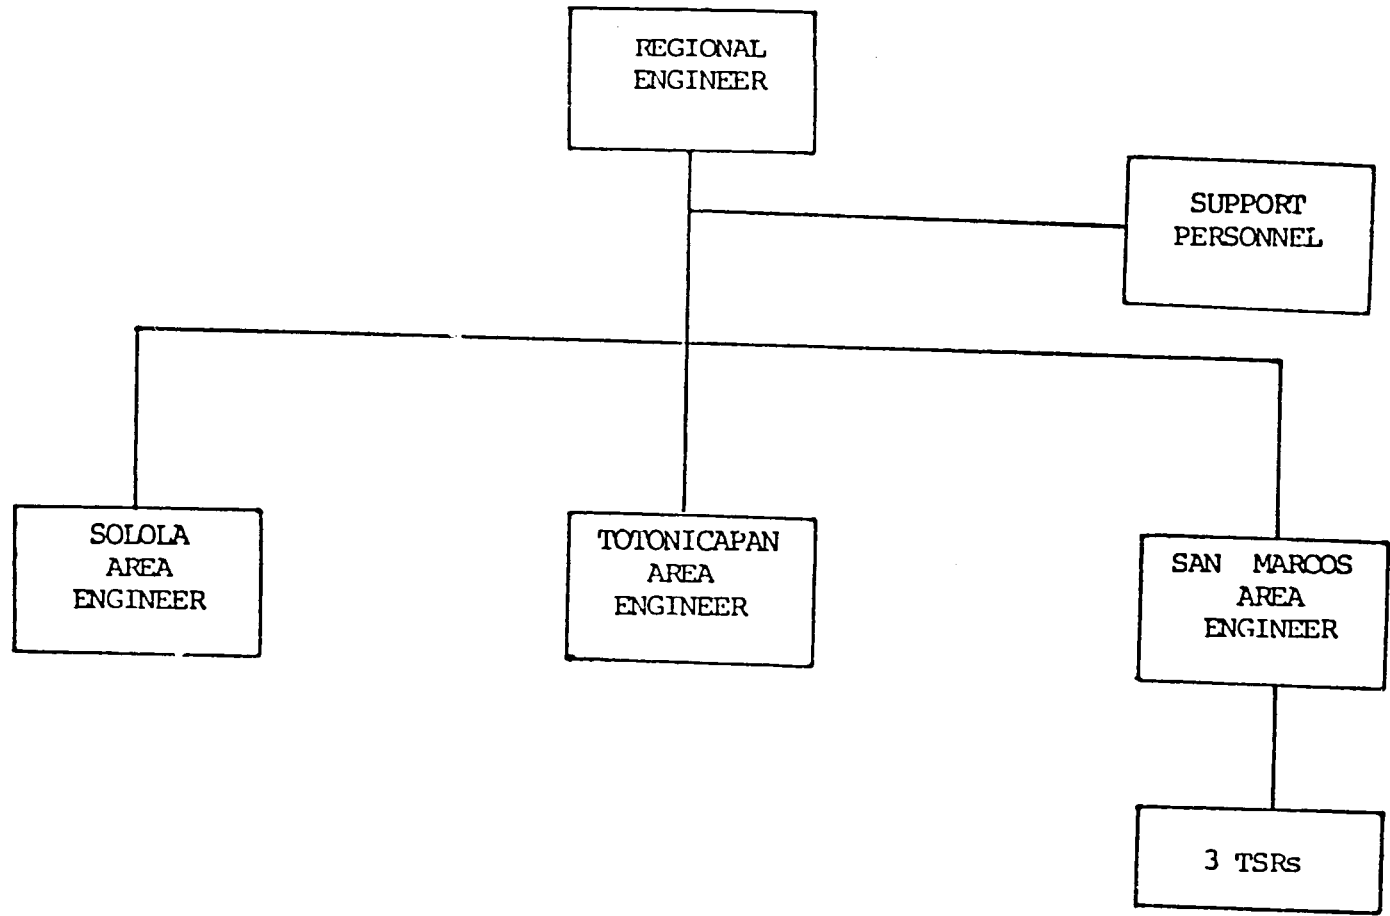 REGIONAL
ENGINEER
SUPPORT
PERSONNEL
SOLOLA
AREA
ENGINEER
TOTONICAPAN
AREA
ENGINEER
SAN MARCOS
AREA
ENGINEER
3 TSRs